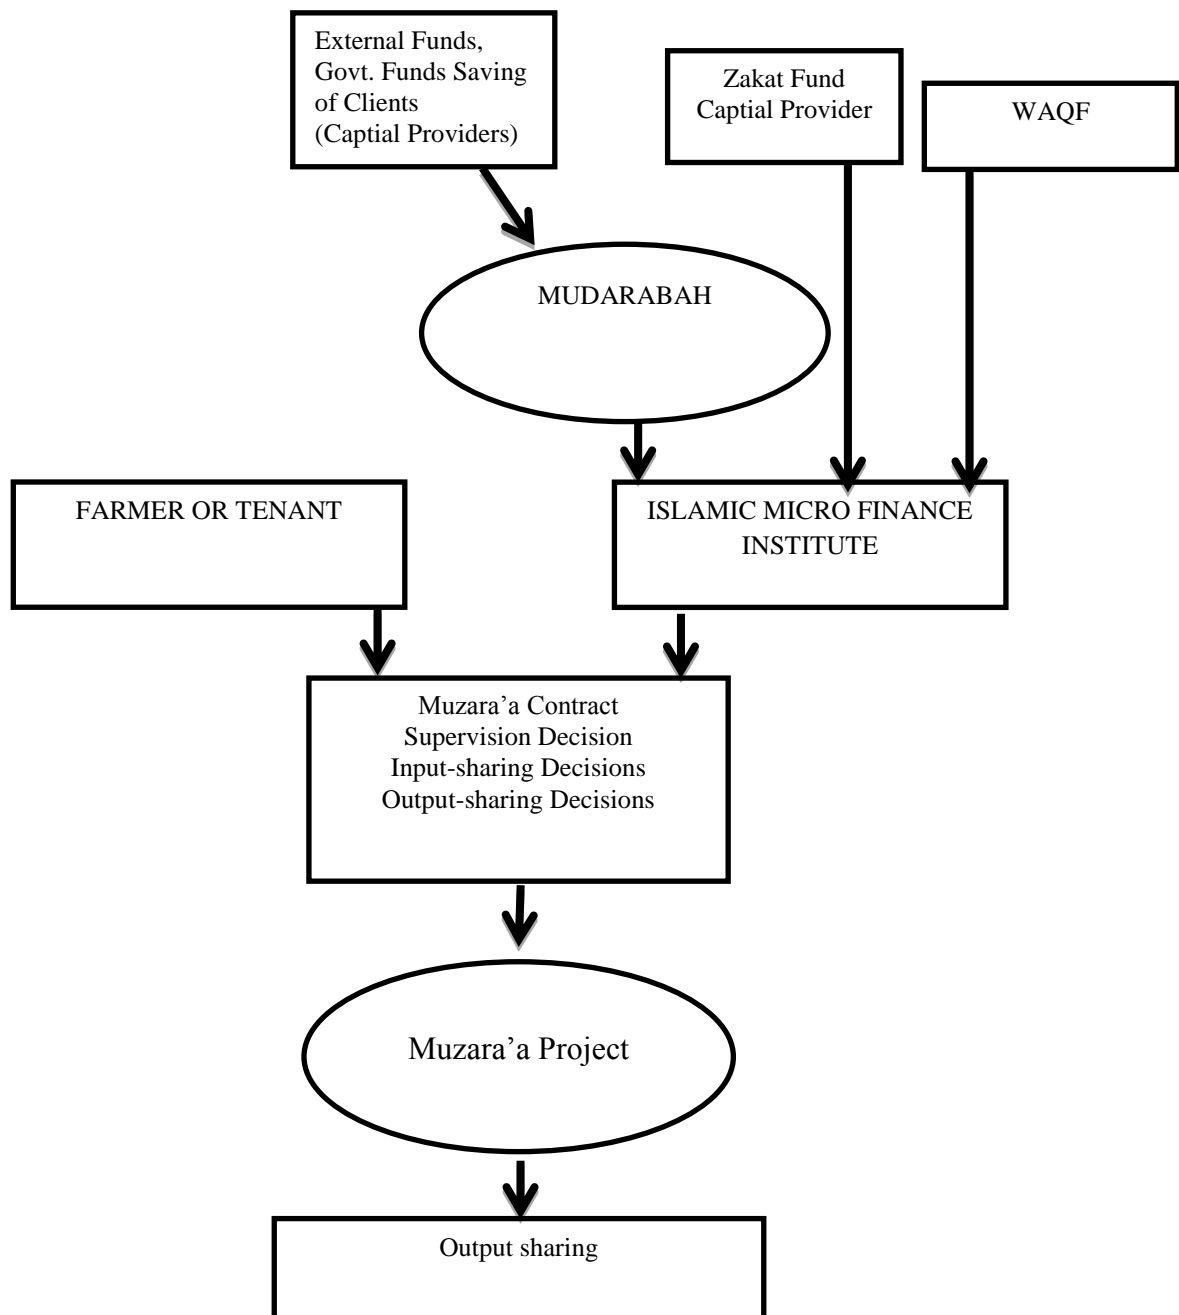 External Funds,
Govt. Funds Saving
of Clients
(Captial Providers)
Zakat Fund
Captial Provider
WAQF
MUDARABAH
FARMER OR TENANT
ISLAMIC MICRO FINANCE
INSTITUTE
Muzara’a Contract
Supervision Decision
Input-sharing Decisions
Output-sharing Decisions
Muzara’a Project
Output sharing